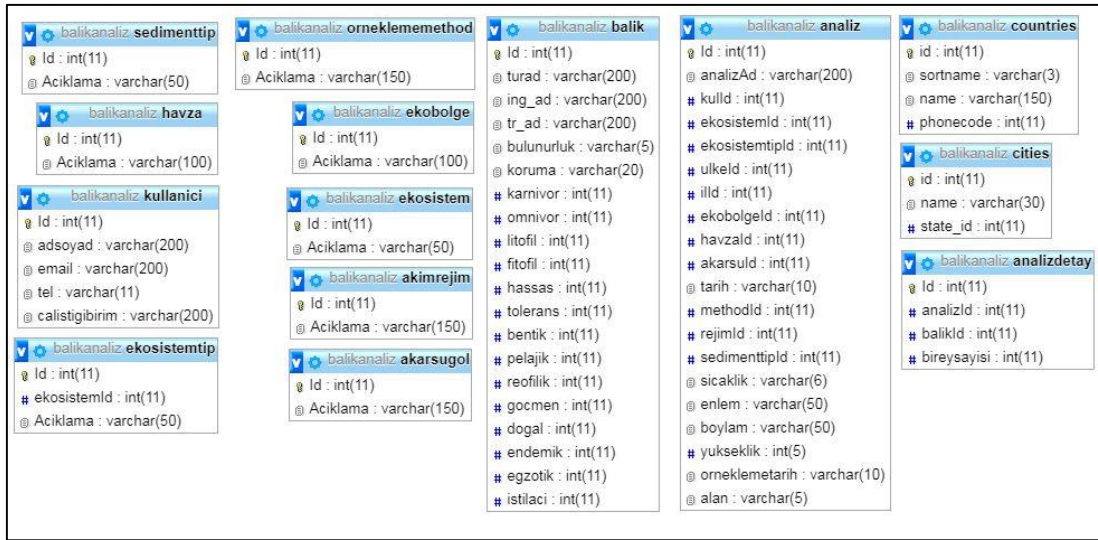 balikanaliz sedimenttip
Id : int(11)
Aciklama : varchar(50)
balikanaliz havza
Id : int(11)
Aciklama : varchar(100)
balikanaliz kullanici
Id : int(11)
adsoyad : varchar(200)
email : varchar(200)
tel : varchar(11)
calistigibirim : varchar(200)
balikanaliz ekosistemtip
Id : int(11)
ekosistemId : int(11)
Aciklama : varchar(50)
balikanaliz orneklememethod
Id : int(11)
Aciklama : varchar(150)
balikanaliz ekobolge
Id : int(11)
Aciklama : varchar(100)
balikanaliz ekosistem
Id : int(11)
Aciklama : varchar(50)
balikanaliz akimrejim
Id : int(11)
Aciklama : varchar(150)
balikanaliz akarsugol
Id : int(11)
Aciklama : varchar(150)
balikanaliz balik
Id : int(11)
turad : varchar(200)
ing_ad : varchar(200)
tr_ad : varchar(200)
bulunurluk : varchar(5)
koruma : varchar(20)
karnivor : int(11)
omnivor : int(11)
litofil : int(11)
fitofil : int(11)
hassas : int(11)
tolerans : int(11)
bentik : int(11)
pelajik : int(11)
reofilik : int(11)
gocmen : int(11)
dogal : int(11)
endemik : int(11)
egzotik : int(11)
istilaci : int(11)
balikanaliz analiz
Id : int(11)
analizAd : varchar(200)
kulId : int(11)
ekosistemId : int(11)
ekosistemtipId : int(11)
ulkeId : int(11)
ilId : int(11)
ekobolgeId : int(11)
havzaId : int(11)
akarsuId : int(11)
tarih : varchar(10)
methodId : int(11)
rejimId : int(11)
sedimenttipId : int(11)
sicaklik : varchar(6)
enlem : varchar(50)
boylam : varchar(50)
yukseklik : int(5)
orneklemetarih : varchar(10)
alan : varchar(5)
balikanaliz countries
id : int(11)
sortname : varchar(3)
name : varchar(150)
phonecode : int(11)
balikanaliz cities
id : int(11)
name : varchar(30)
state_id : int(11)
balikanaliz analizdetay
Id : int(11)
analizId : int(11)
balikId : int(11)
bireysayisi : int(11)